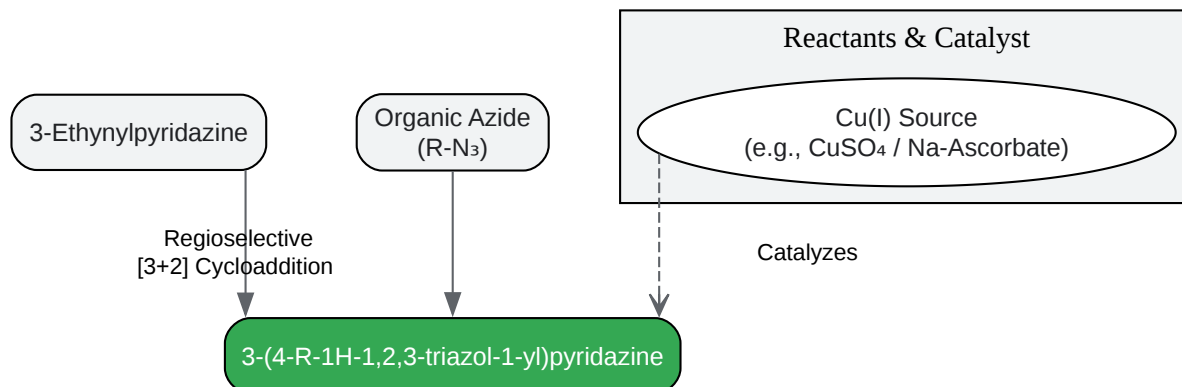 Reactants & Catalyst
3-Ethynylpyridazine
Organic Azide
(R-N₃)
Cu(I) Source
(e.g., CuSO₄ / Na-Ascorbate)
Regioselective
[3+2] Cycloaddition
Catalyzes
3-(4-R-1H-1,2,3-triazol-1-yl)pyridazine